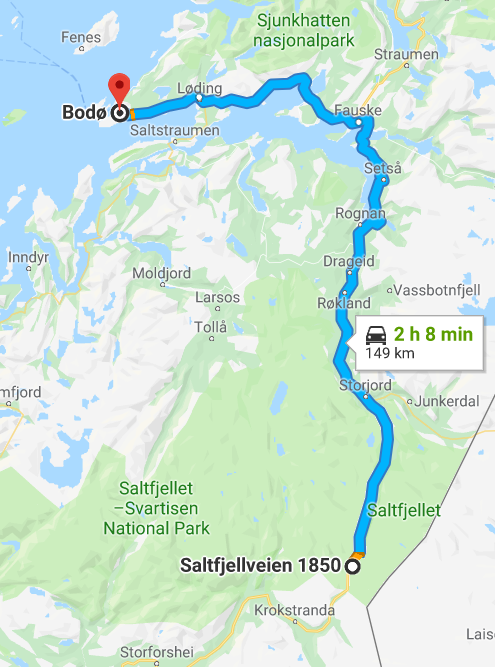 Sjunkhatten
nasjonalpark
Fenes
Straumen
Løding
Bodø
Fauske
Saltstraumen
Setså
Rognan
Inndyr
Drageid
Moldjord
Vassbotnfjell
Larsos
Røkland
Tollå
2 h 8 min
149 km
Storjord
mfjord
Junkerdal
Saltfjellet
–Svartisen
National Park
Saltfjellet
Saltfjellveien 1850
Krokstranda
Laise
Storforshei